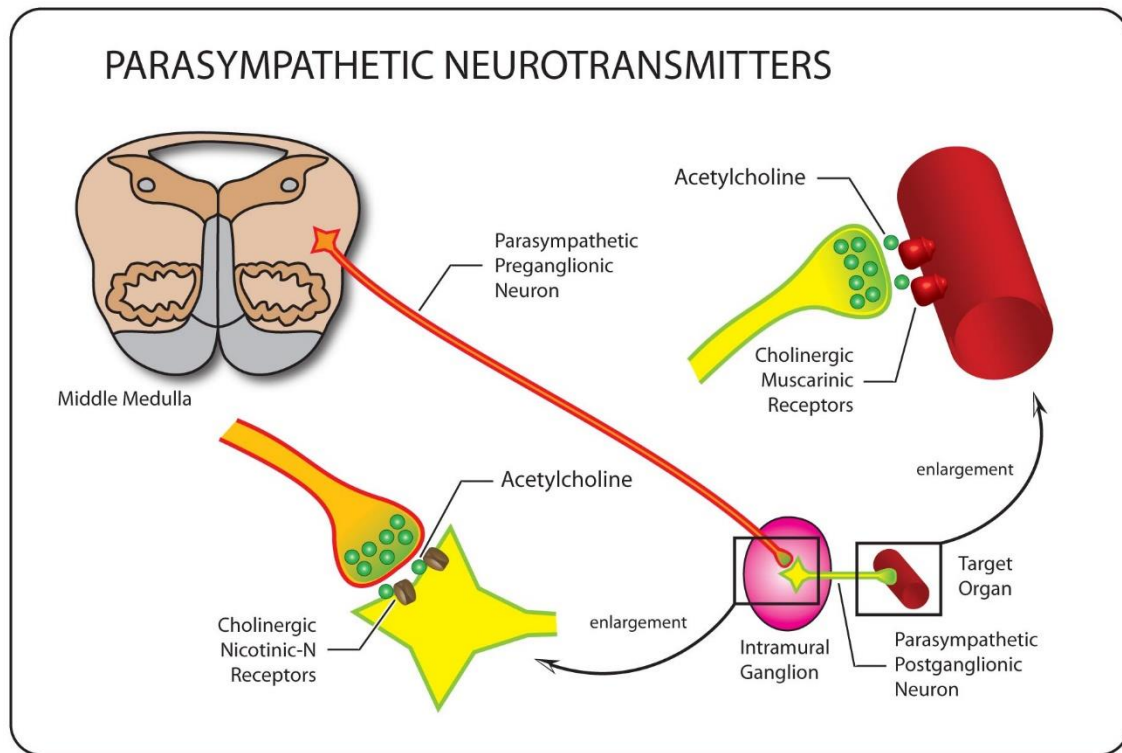 PARASYMPATHETIC NEUROTRANSMITTERS
Acetylcholine
Parasympathetic
Preganglionic
Neuron
Cholinergic
Muscarinic
Receptors
Middle Medulla
enlargement
Acetylcholine
Cholinergic
Nicotinic-N
Receptors
enlargement
Intramural
Ganglion
Target
Organ
Parasympathetic
Postganglionic
Neuron